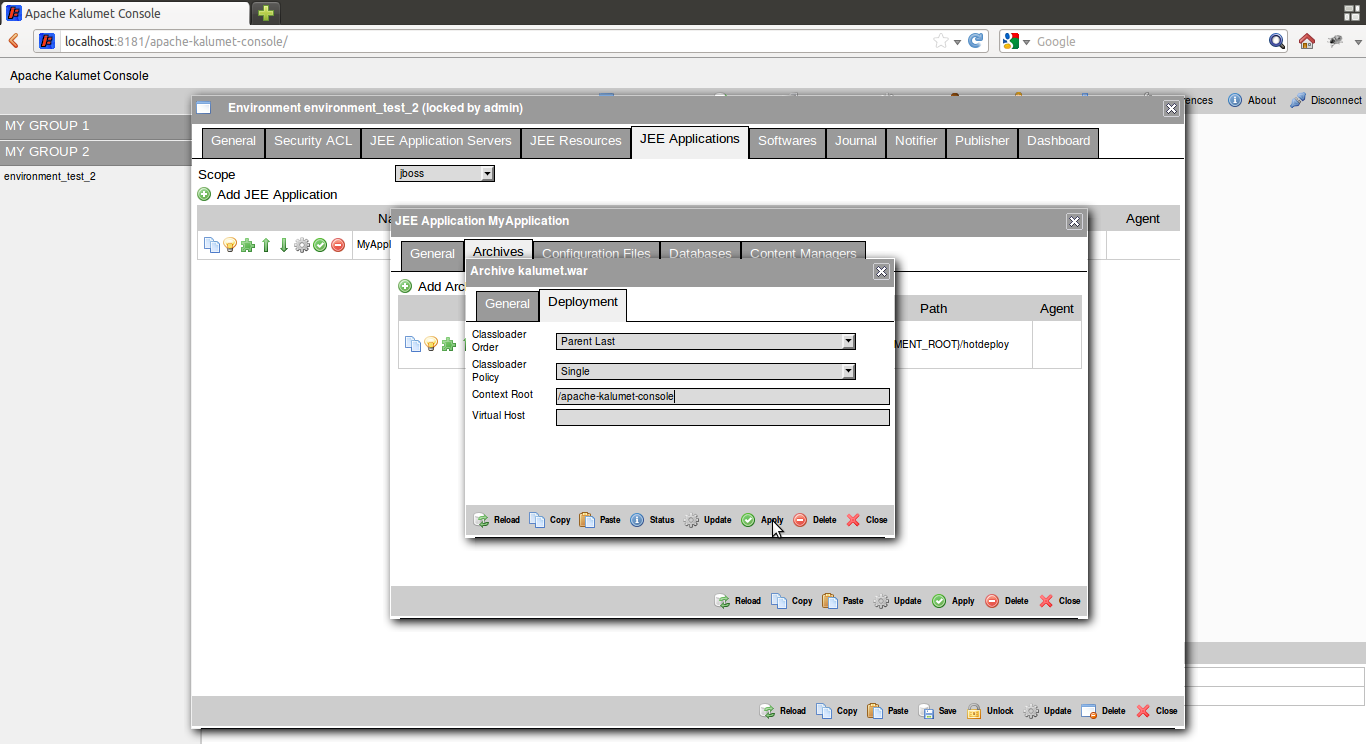 Apache Kalumet Console
localhost:8181/apache-kalumet-console/
Google
Apache Kalumet Console
About Disconnect
MY GROUP 1
MY GROUP 2
environment_test_2
Environment environment_test_2 (locked by admin)
General Security ACL JEE Application Servers JEE Resources JEE Applications Softwares Journal Notifier Publisher Dashboard
Scope jboss
Add JEE Application
Agent
JEE Application MyApplication
General Archives Configuration Files Databases Content Managers
Add
Path Agent
/hotdeploy
Archive kalumet.war
General Deployment
Classloader
Order
Parent Last
Classloader
Policy
Single
Context Root /apache-kalumet-console
Virtual Host
Reload Copy Paste Status Update Apply Delete Close
Reload Copy Paste Update Apply Delete Close
Reload Copy Paste Save Unlock Update Delete Close